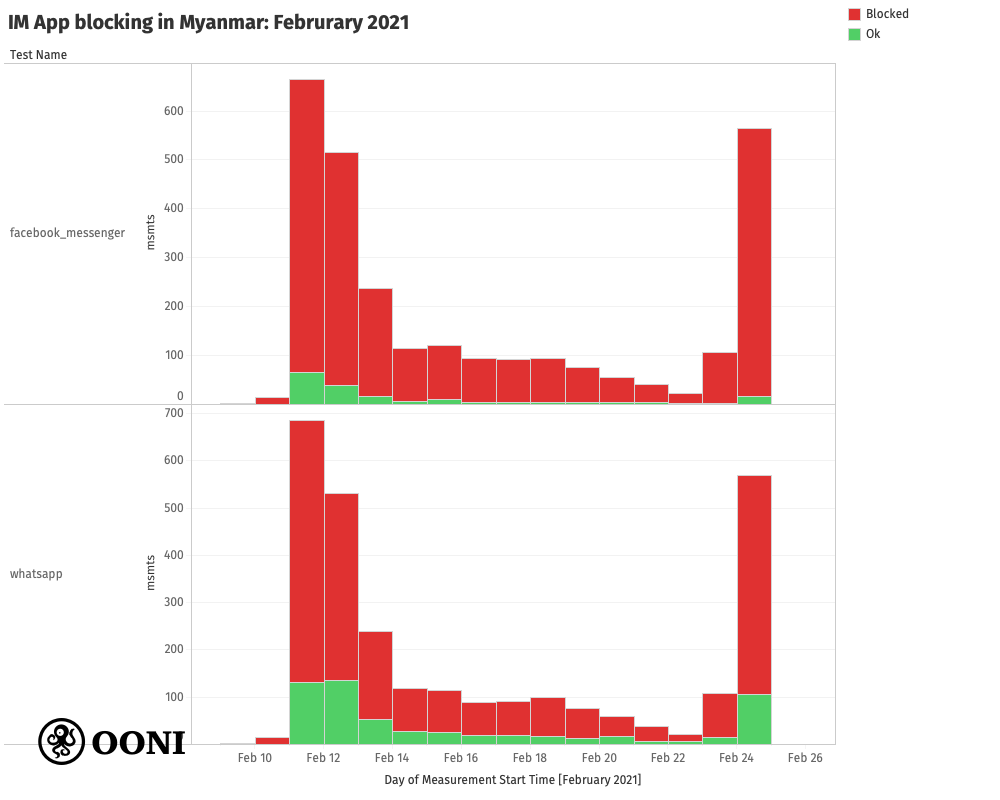 IM App blocking in Myanmar: Februrary 2021
Blocked
Ok
Test Name
facebook_messenger
msmts
600
500
400
300
200
100
0
whatsapp
msmts
700
600
500
400
300
200
100
OONI
Feb 10 Feb 12 Feb 14 Feb 16 Feb 18 Feb 20 Feb 22 Feb 24 Feb 26
Day of Measurement Start Time [February 2021]